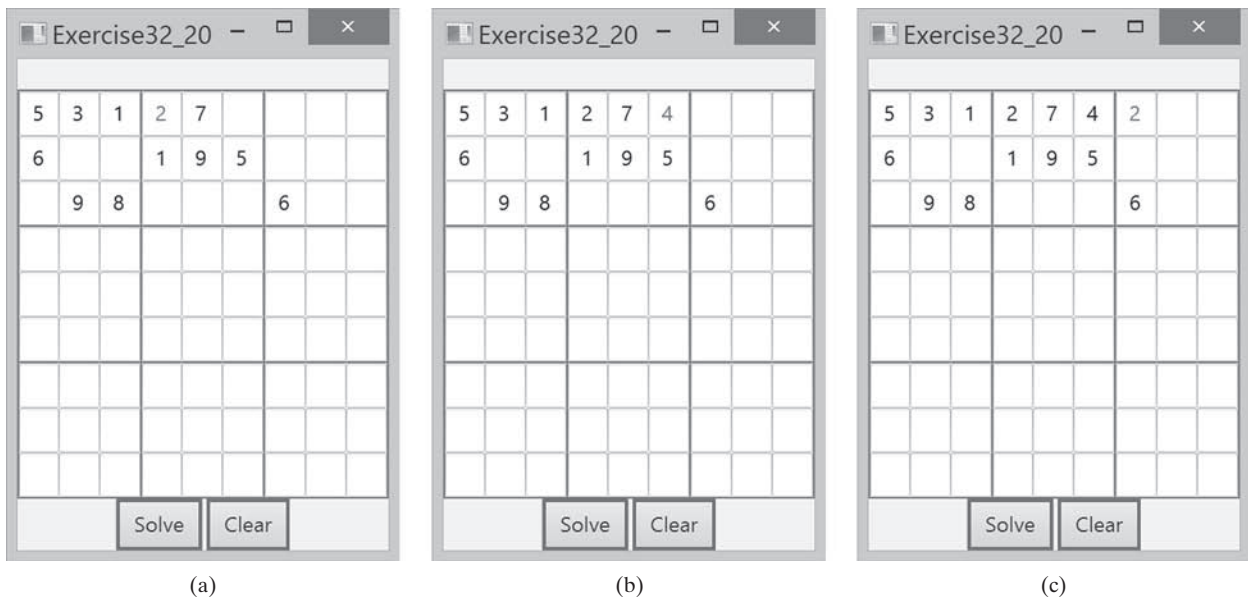 Exercise32_20
5 3 1 2 7
6 1 9 5
9 8 6
Solve Clear
(a)
Exercise32_20
5 3 1 2 7 4
6 1 9 5
9 8 6
Solve Clear
(b)
Exercise32_20
5 3 1 2 7 4 2
6 1 9 5
9 8 6
Solve Clear
(c)